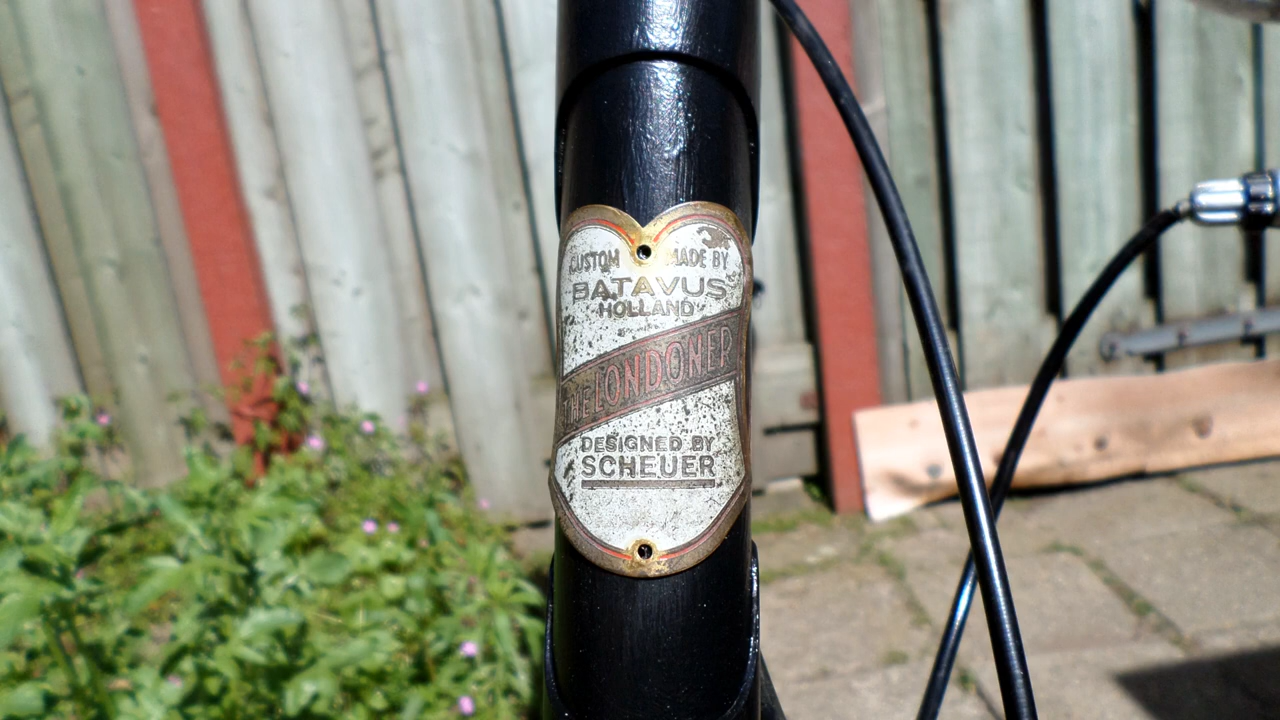 CUSTOM MADE BY
BATAVUS
HOLLAND
THE LONDONER
DESIGNED BY
SCHEUER